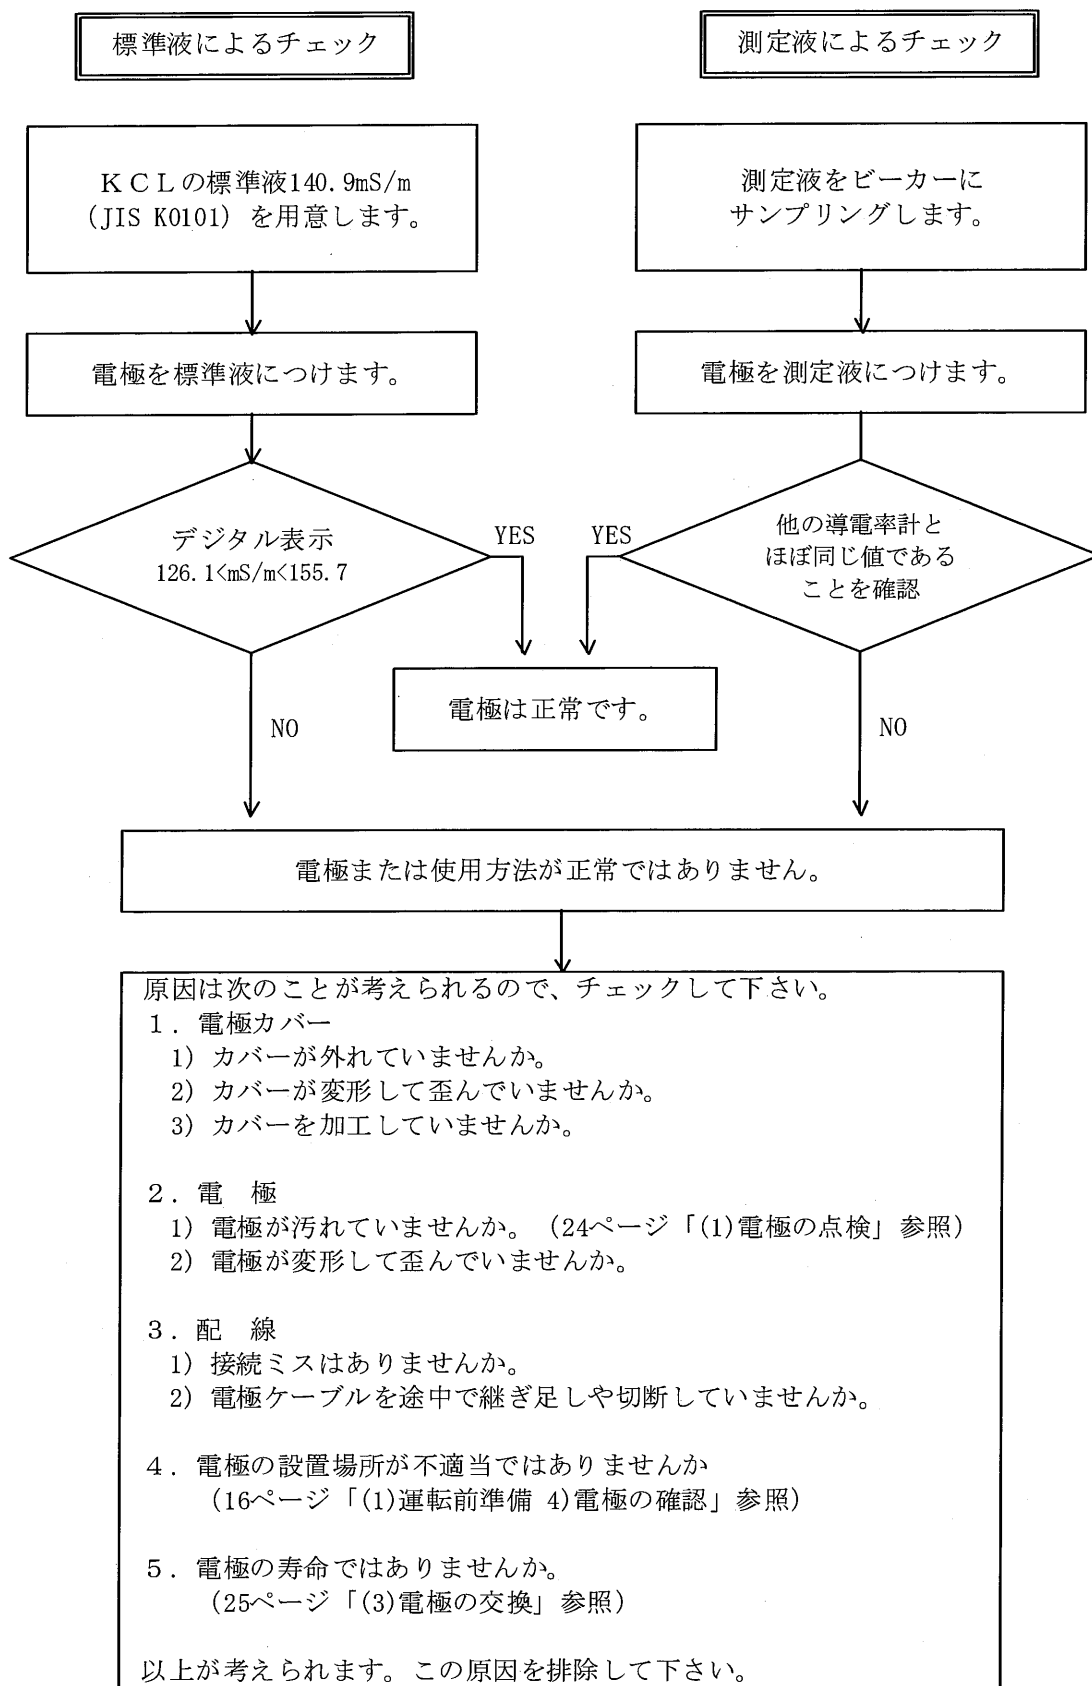 標準液によるチェック
測定液によるチェック
ＫＣＬの標準液140.9mS/m
(JIS K0101) を用意します。
測定液をビーカーに
サンプリングします。
電極を標準液につけます。
電極を測定液につけます。
デジタル表示
126.1<mS/m<155.7
YES
YES
他の導電率計と
ほぼ同じ値である
ことを確認
電極は正常です。
NO
NO
電極または使用方法が正常ではありません。
原因は次のことが考えられるので、チェックして下さい。
１．電極カバー
1) カバーが外れていませんか。
2) カバーが変形して歪んでいませんか。
3) カバーを加工していませんか。
２．電　極
1) 電極が汚れていませんか。 (24ページ「(1)電極の点検」参照)
2) 電極が変形して歪んでいませんか。
３．配　線
1) 接続ミスはありませんか。
2) 電極ケーブルを途中で継ぎ足しや切断していませんか。
４．電極の設置場所が不適当ではありませんか
(16ページ「(1)運転前準備 4)電極の確認」参照)
５．電極の寿命ではありませんか。
(25ページ「(3)電極の交換」参照)
以上が考えられます。この原因を排除して下さい。